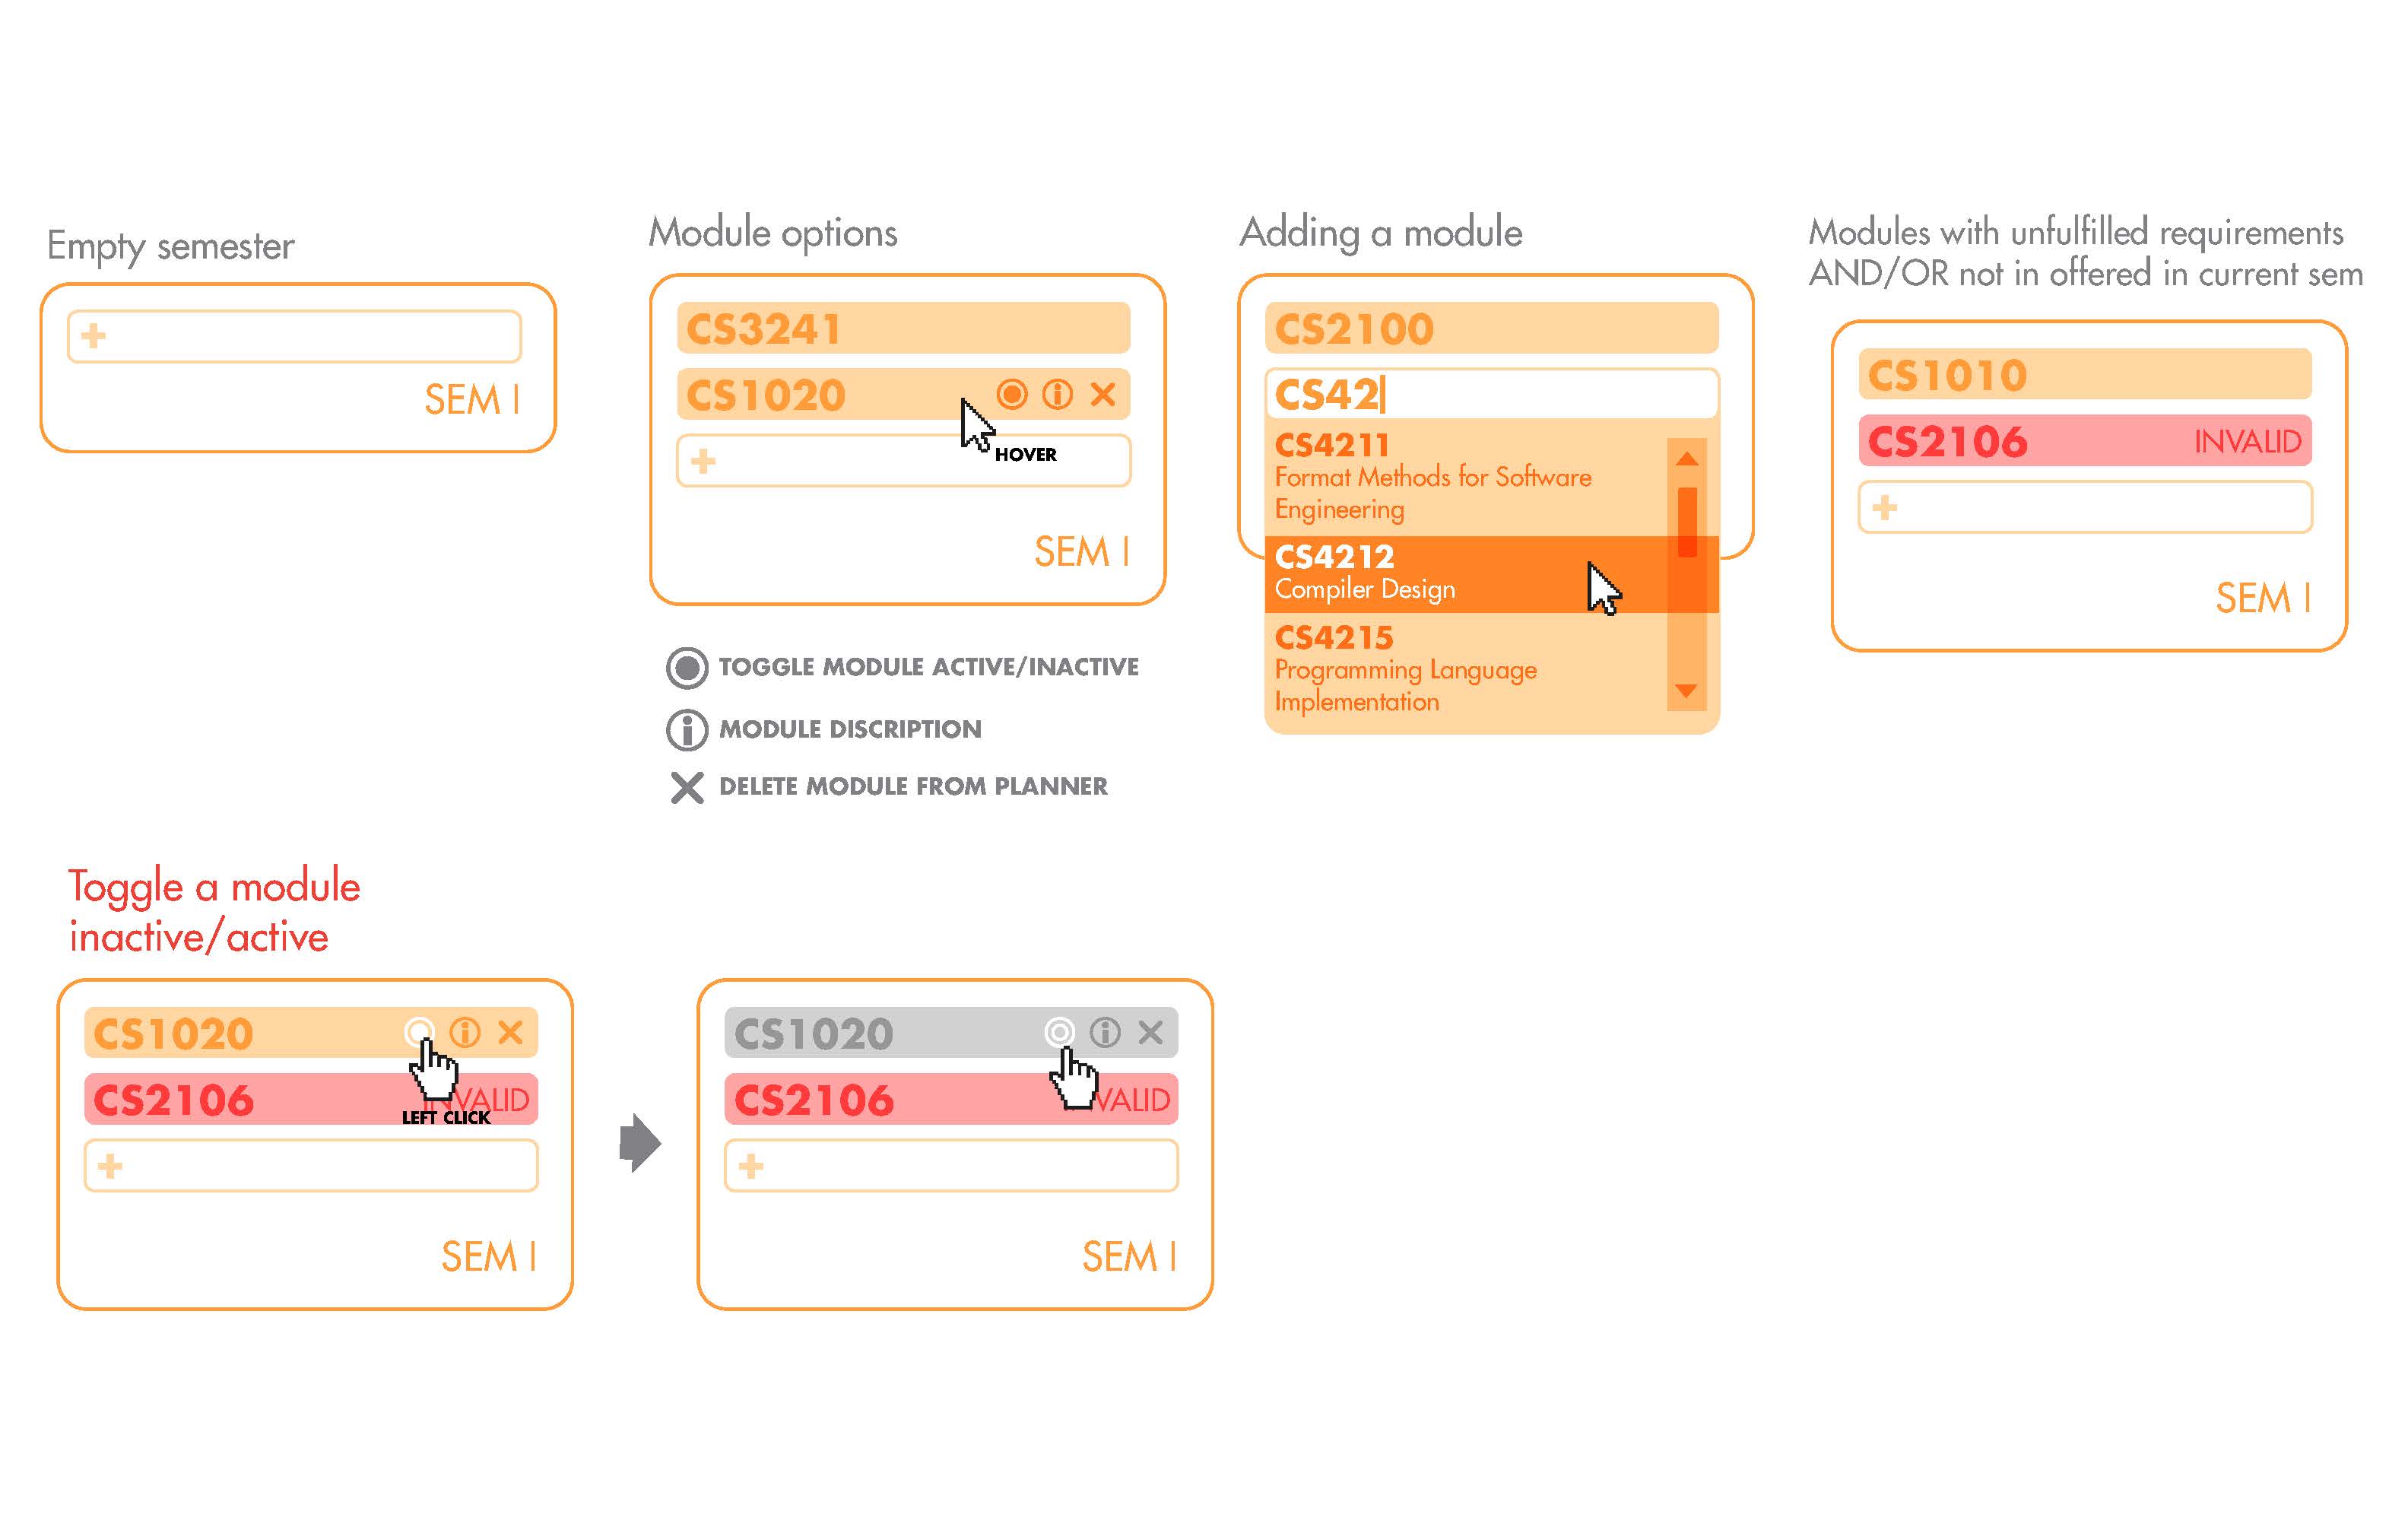 Empty semester
SEM I
Module options
CS3241
CS1020
HOVER
SEM I
TOGGLE MODULE ACTIVE/INACTIVE
MODULE DISCRIPTION
DELETE MODULE FROM PLANNER
Adding a module
CS2100
CS42
CS4211
Format Methods for Software
Engineering
CS4212
Compiler Design
CS4215
Programming Language
Implementation
Modules with unfulfilled requirements
AND/OR not in offered in current sem
CS1010
CS2106 INVALID
SEM I
Toggle a module
inactive/active
CS1020
CS2106 INVALID
LEFT CLICK
SEM I
CS1020
CS2106 VALID
SEM I